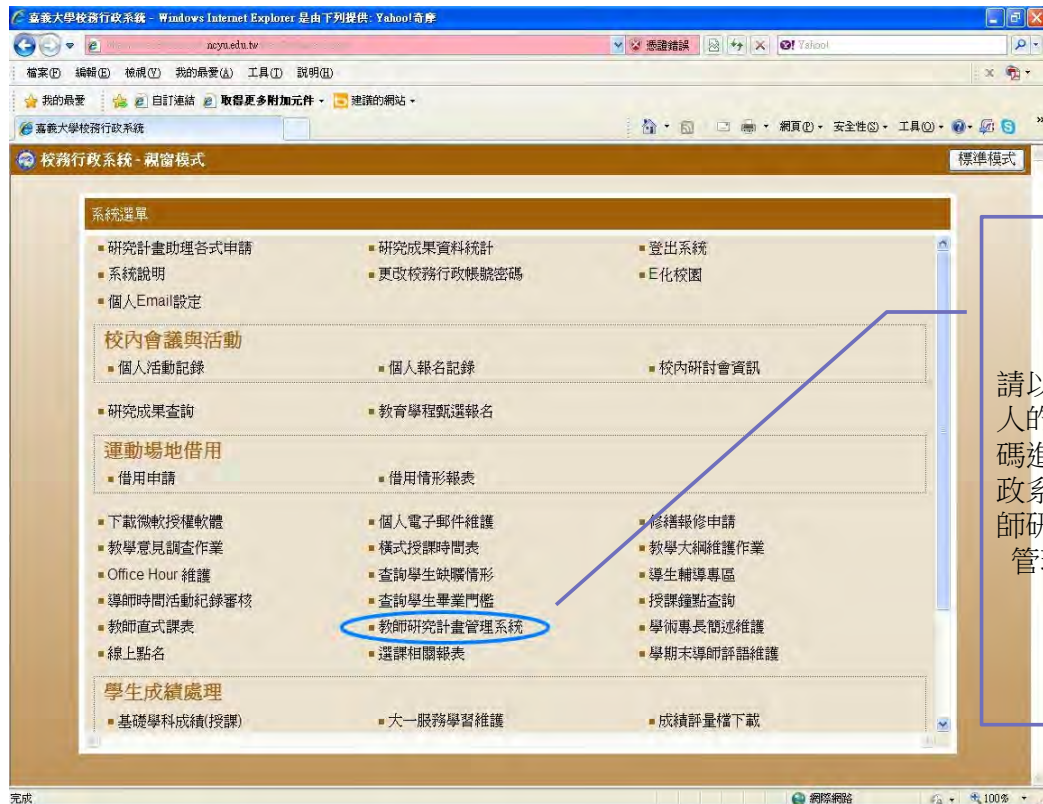 嘉義大學校務行政系統 - Windows Internet Explorer 是由下列提供: Yahoo!奇摩
ncyu.edu.tw 憑證錯誤 Yahoo!
檔案(F) 編輯(E) 檢視(V) 我的最愛(A) 工具(T) 說明(H)
我的最愛 自訂連結 取得更多附加元件 建議的網站
嘉義大學校務行政系統 網頁(P) 安全性(S) 工具(O)
校務行政系統 - 視窗模式 標準模式
系統選單
研究計畫助理各式申請 研究成果資料統計 登出系統
系統說明 更改校務行政帳號密碼 E化校園
個人Email設定
校內會議與活動
個人活動記錄 個人報名記錄 校內研討會資訊
研究成果查詢 教育學程甄選報名
運動場地借用
借用申請 借用情形報表
下載微軟授權軟體 個人電子郵件維護 修繕報修申請
教學意見調查作業 橫式授課時間表 教學大綱維護作業
Office Hour 維護 查詢學生缺曠情形 導生輔導專區
導師時間活動紀錄審核 查詢學生畢業門檻 授課鐘點查詢
教師直式課表 教師研究計畫管理系統 學術專長簡述維護
線上點名 選課相關報表 學期末導師評語維護
學生成績處理
基礎學科成績(授課) 大一服務學習維護 成績評量檔下載
請以
人的
碼進
政系
師研
管理
完成 網際網路 100%